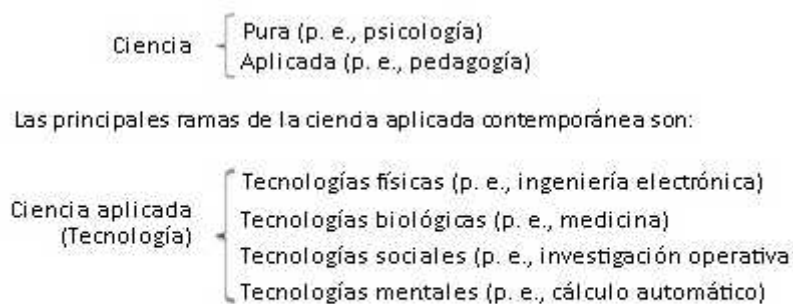 Ciencia
Pura (p. e., psicología)
Aplicada (p. e., pedagogía)
Las principales ramas de la ciencia aplicada contemporánea son:
Ciencia aplicada
(Tecnología)
Tecnologías físicas (p. e., ingeniería electrónica)
Tecnologías biológicas (p. e., medicina)
Tecnologías sociales (p. e., investigación operativa
Tecnologías mentales (p. e., cálculo automático)